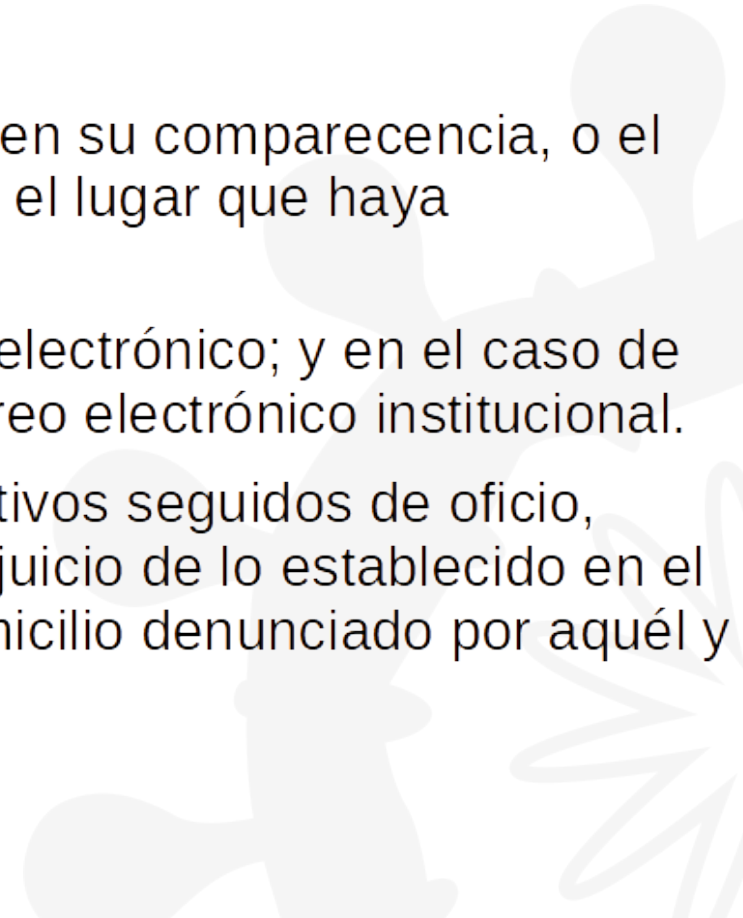 en su comparecencia, o el
el lugar que haya
electrónico; y en el caso de
reo electrónico institucional.
tivos seguidos de oficio,
juicio de lo establecido en el
icilio denunciado por aquél y